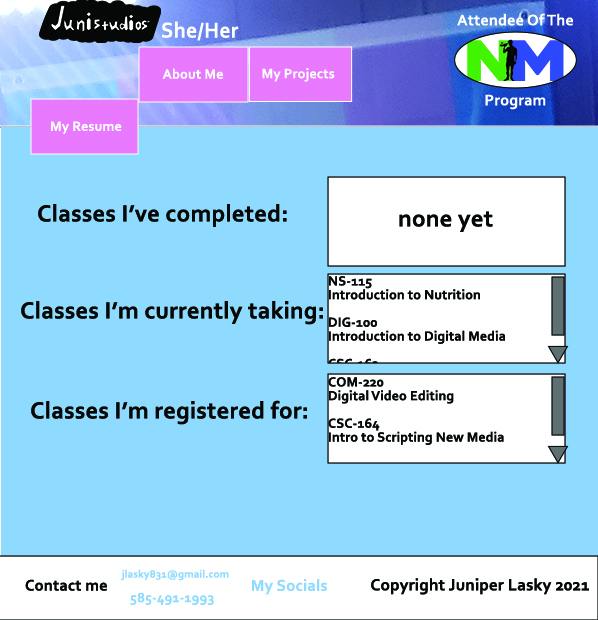 Junistudios
She/Her
Attendee Of The
NM
Program
About Me
My Projects
My Resume
Classes I've completed:
none yet
Classes I'm currently taking:
NS-115
Introduction to Nutrition
DIG-100
Introduction to Digital Media
Classes I'm registered for:
COM-220
Digital Video Editing
CSC-164
Intro to Scripting New Media
Contact me
jlasky831@gmail.com
585-491-1993
My Socials
Copyright Juniper Lasky 2021